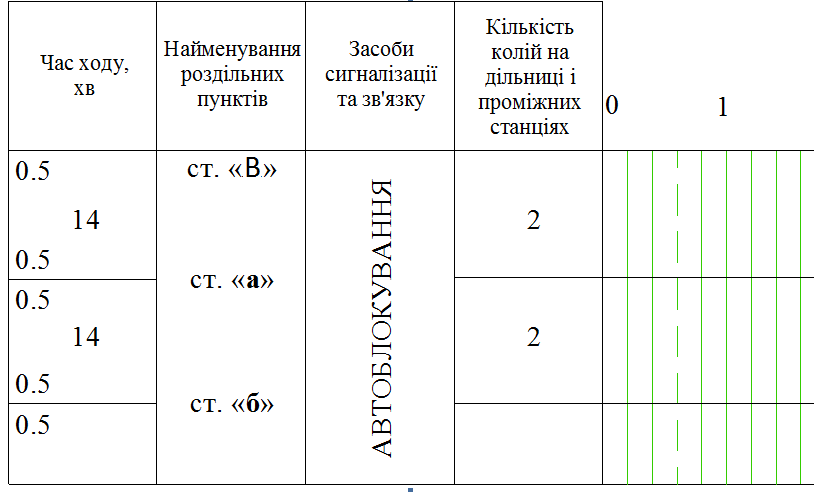 Час ходу,
хв
Найменування
роздільних
пунктів
Засоби
сигналізації
та зв'язку
Кількість
колій на
дільниці і
проміжних
станціях
0 1
0.5
14
0.5
0.5
14
0.5
0.5
ст. «В»
ст. «а»
ст. «б»
АВТОБЛОКУВАННЯ
2
2